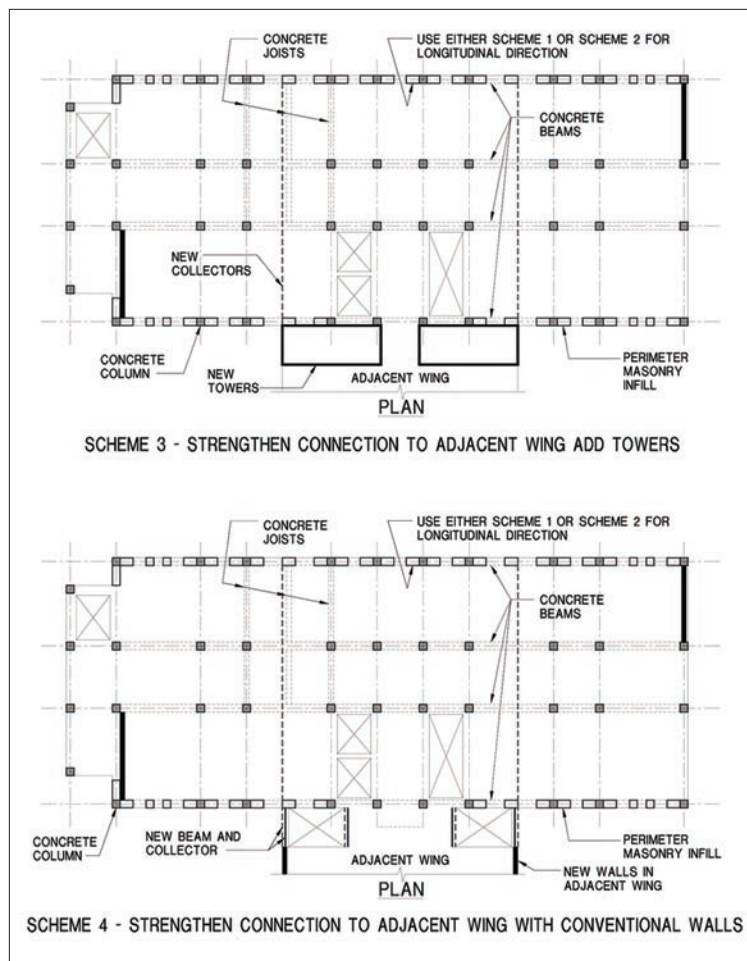 CONCRETE
JOISTS
USE EITHER SCHEME 1 OR SCHEME 2 FOR
LONGITUDINAL DIRECTION
CONCRETE
BEAMS
NEW
COLLECTORS
CONCRETE
COLUMN
NEW
TOWERS
ADJACENT WING
PLAN
PERIMETER
MASONRY
INFILL
SCHEME 3 - STRENGTHEN CONNECTION TO ADJACENT WING ADD TOWERS
CONCRETE
JOISTS
USE EITHER SCHEME 1 OR SCHEME 2 FOR
LONGITUDINAL DIRECTION
CONCRETE
BEAMS
CONCRETE
COLUMN
NEW BEAM AND
COLLECTOR
ADJACENT WING
PLAN
PERIMETER
MASONRY INFILL
NEW WALLS IN
ADJACENT WING
SCHEME 4 - STRENGTHEN CONNECTION TO ADJACENT WING WITH CONVENTIONAL WALLS